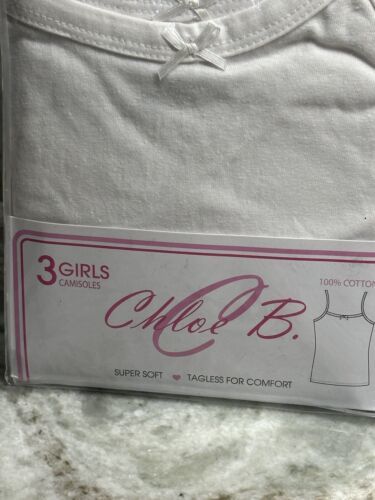 3 GIRLS
CAMISOLES
100% COTTON
Chloe B.
SUPER SOFT ♥ TAGLESS FOR COMFORT